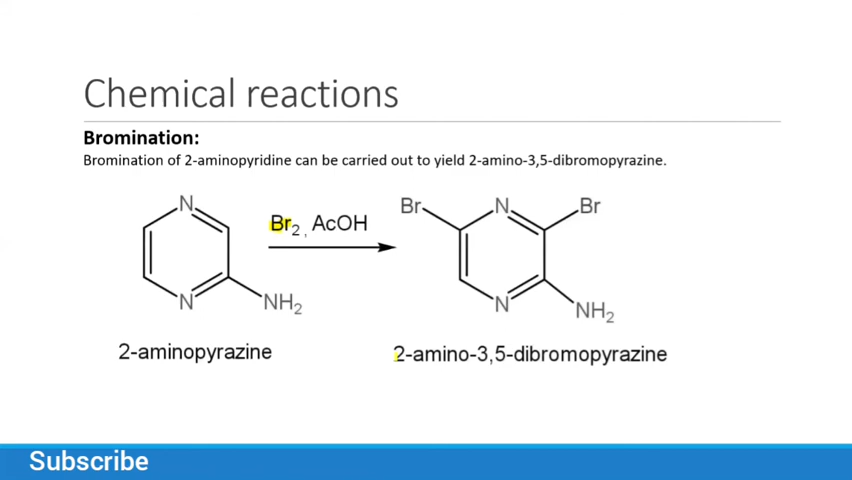 Chemical reactions
Bromination:
Bromination of 2-aminopyridine can be carried out to yield 2-amino-3,5-dibromopyrazine.
N
N
NH2
Br2 , AcOH
Br
N
Br
N
NH2
2-aminopyrazine
2-amino-3,5-dibromopyrazine
Subscribe